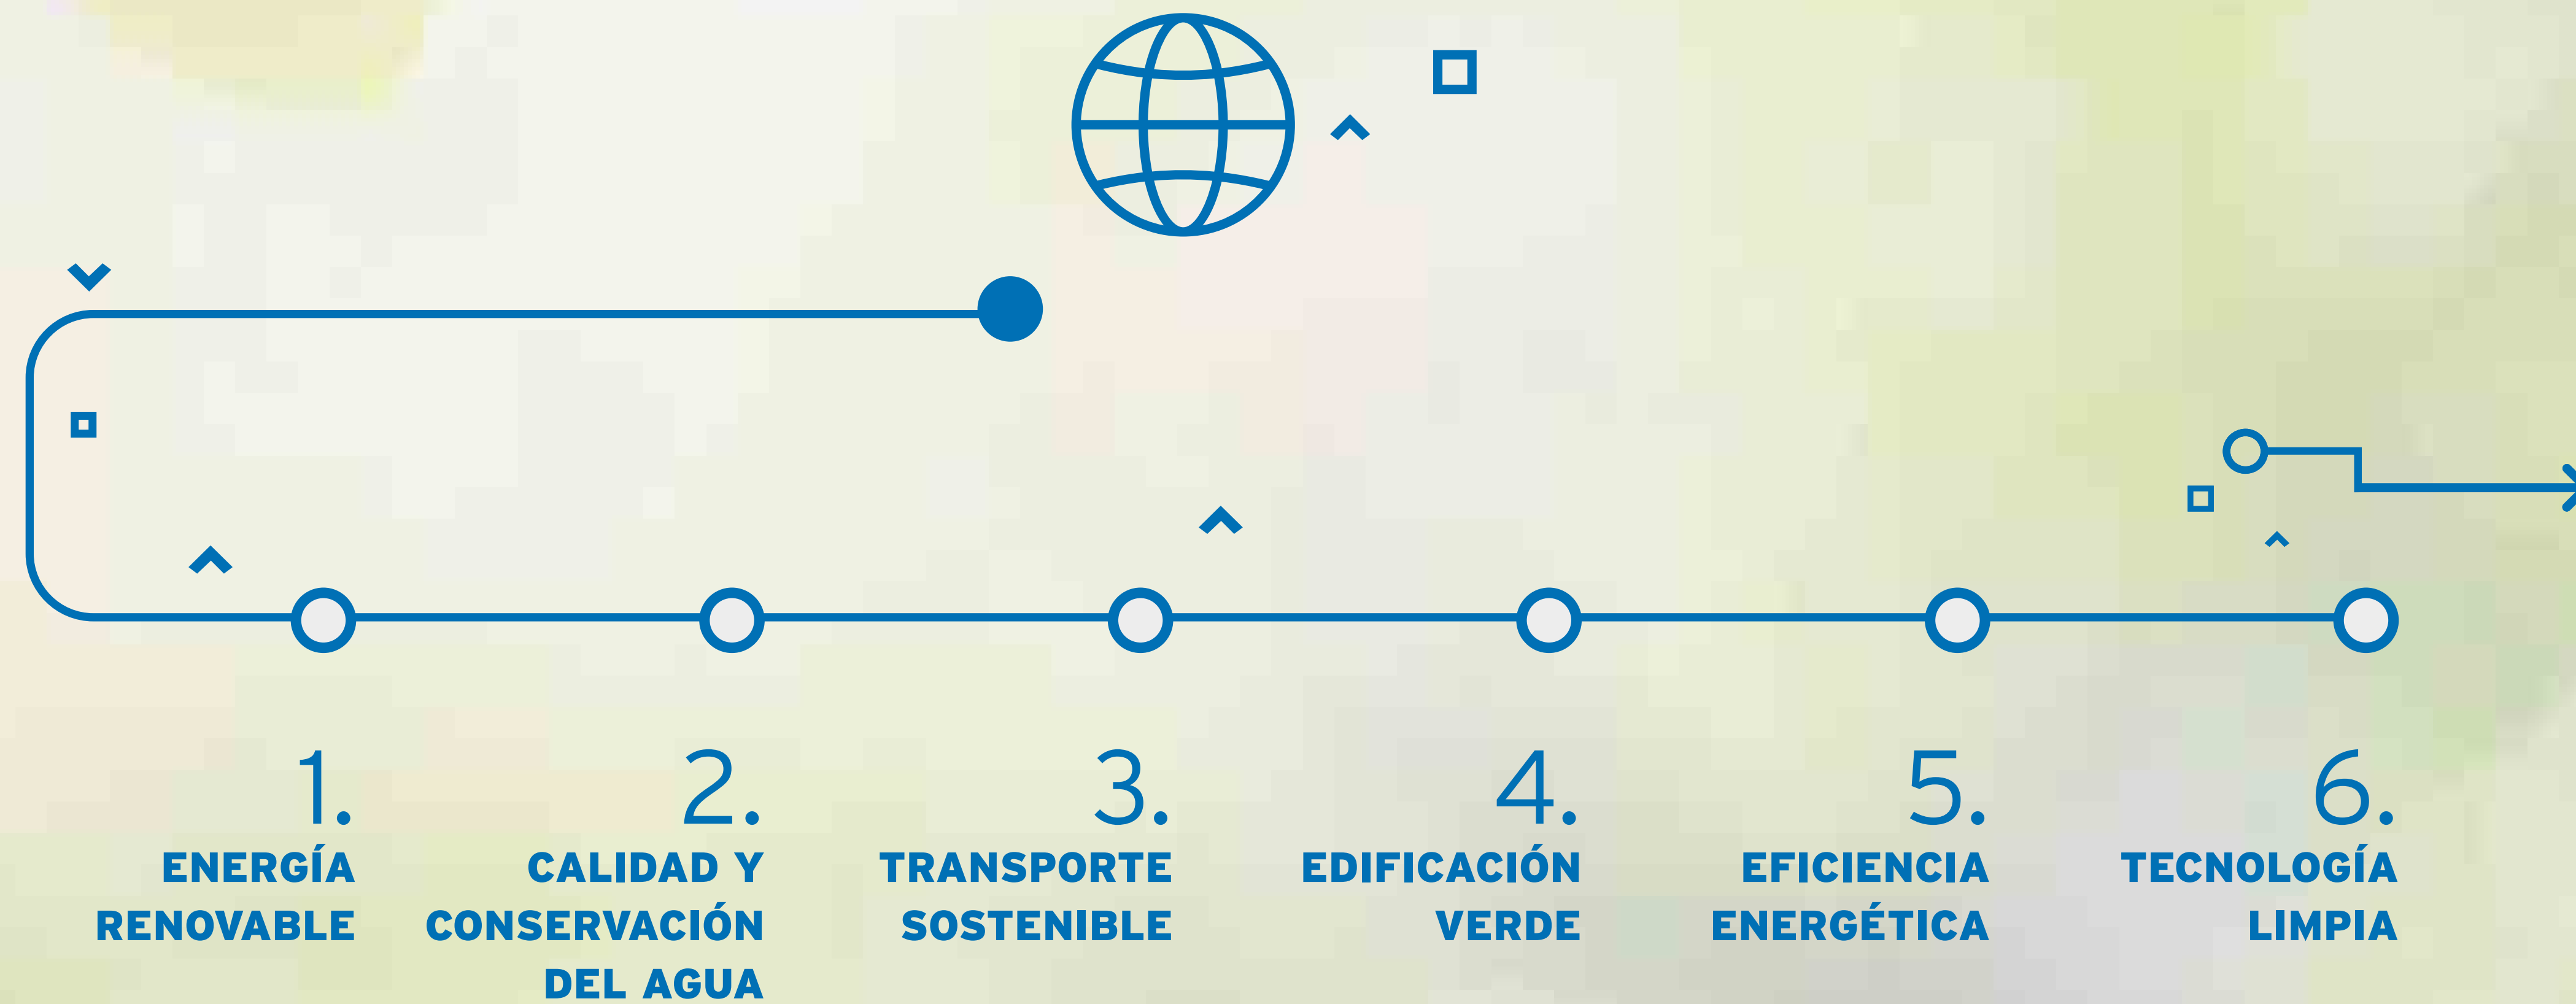 1.
ENERGÍA
RENOVABLE
2.
CALIDAD Y
CONSERVACIÓN
DEL AGUA
3.
TRANSPORTE
SOSTENIBLE
4.
EDIFICACIÓN
VERDE
5.
EFICIENCIA
ENERGÉTICA
6.
TECNOLOGÍA
LIMPIA